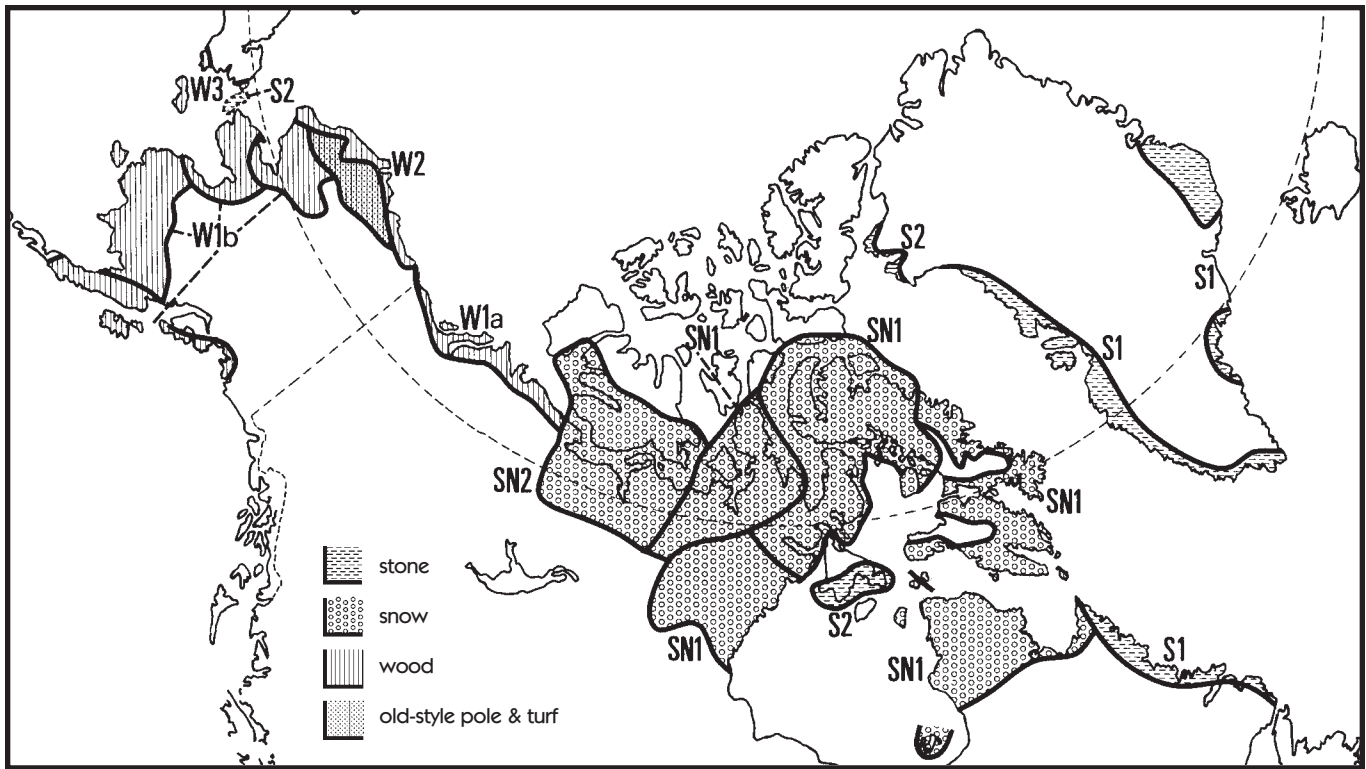 W3
S2
W2
W1b
S2
S1
W1a
SN1
SN1
S1
SN2
SN1
stone
snow
wood
old-style pole & turf
S2
SN1
SN1
S1